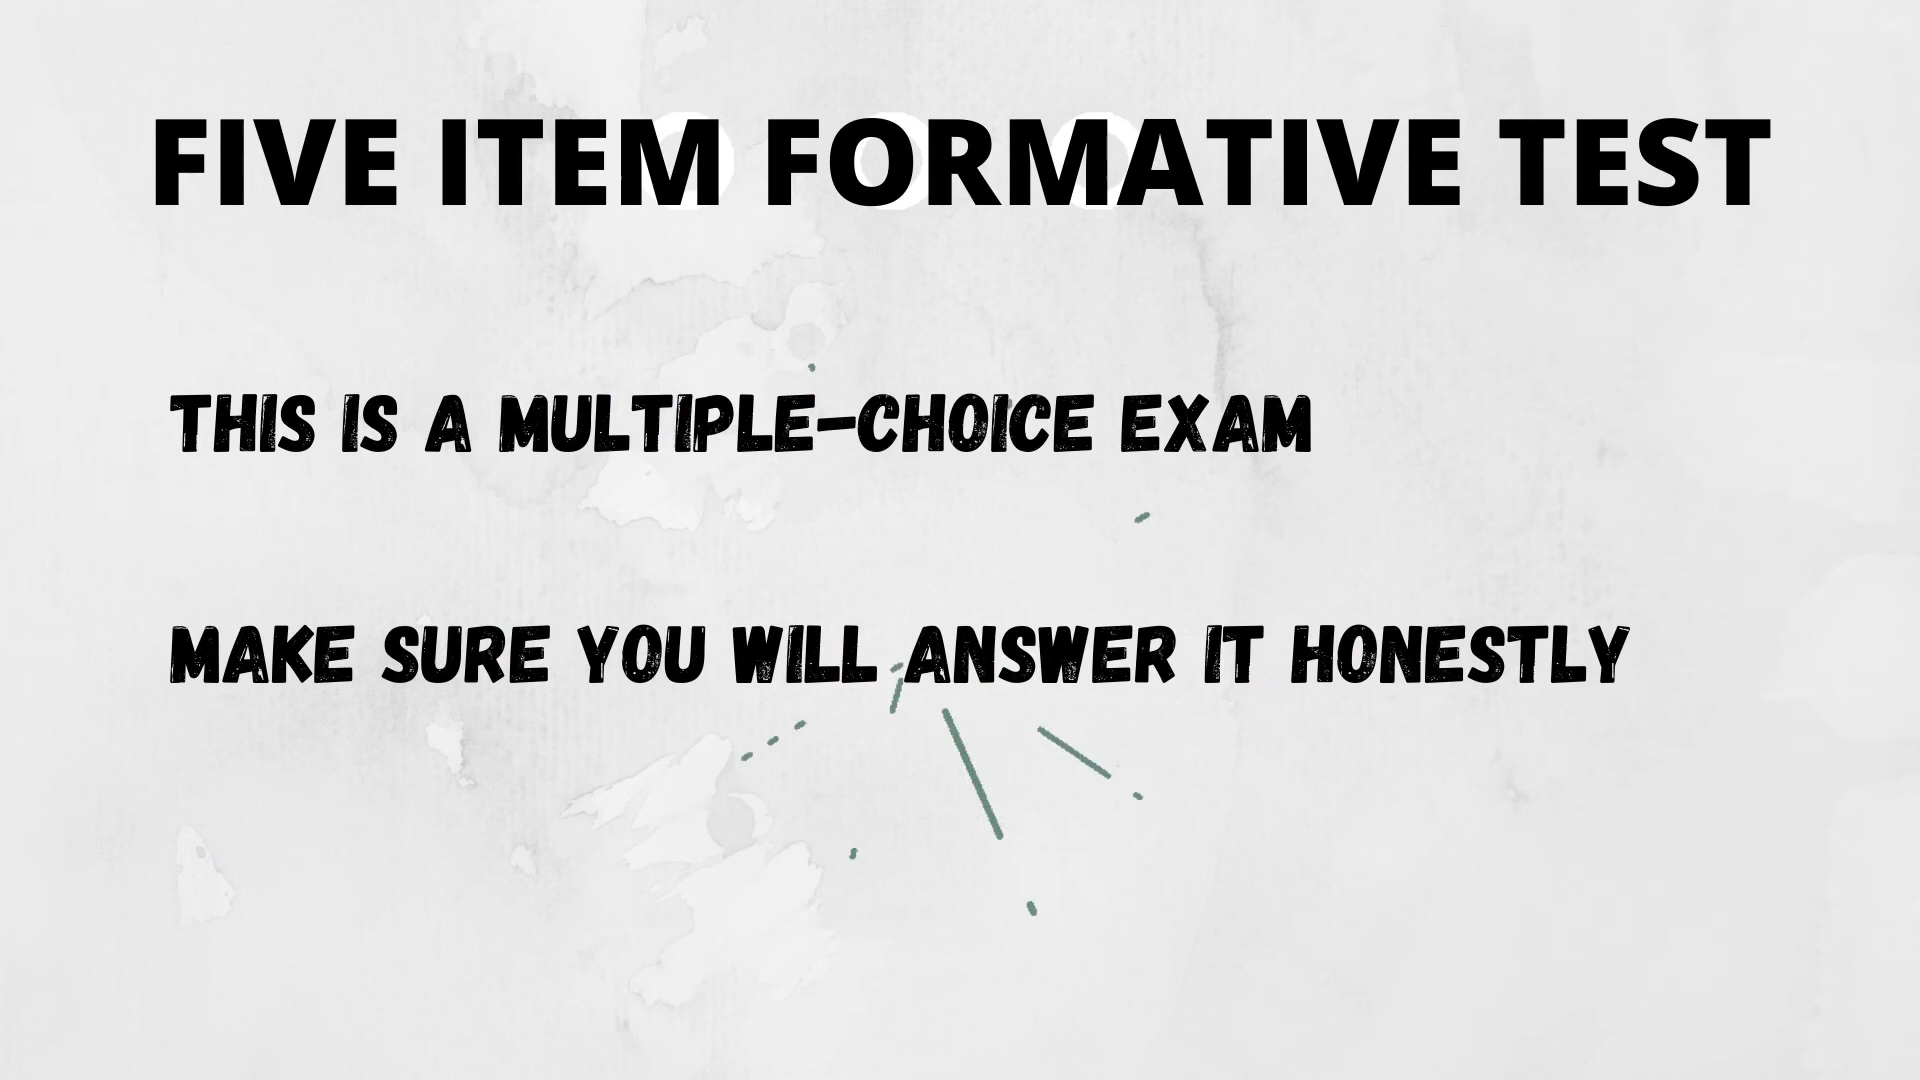 FIVE ITEM FORMATIVE TEST
THIS IS A MULTIPLE-CHOICE EXAM
MAKE SURE YOU WILL ANSWER IT HONESTLY